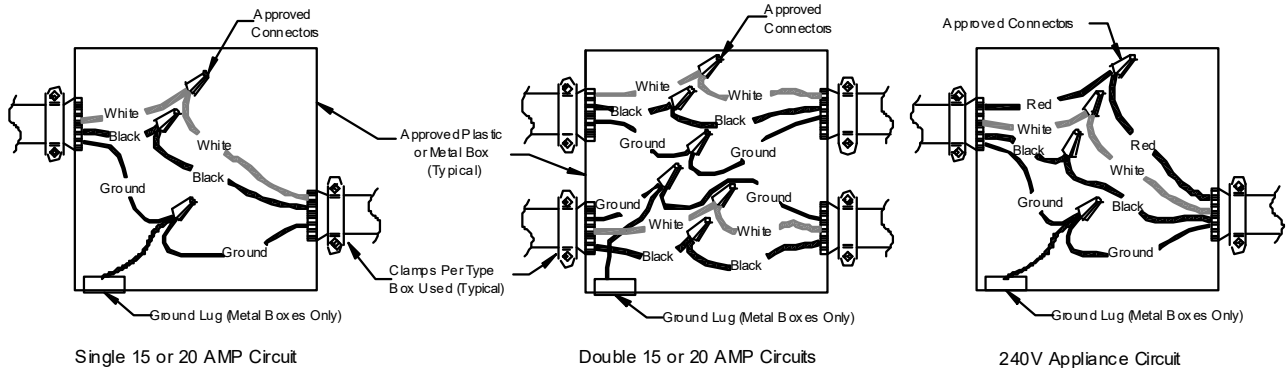 Approved
Connectors
White
Black
White
Ground
Black
Ground
Ground Lug (Metal Boxes Only)
Single 15 or 20 AMP Circuit
Approved Plastic
or Metal Box
(Typical)
Clamps Per Type
Box Used (Typical)
Approved
Connectors
White
White
Black
Black
Ground
Ground
Ground
Ground
White
White
Black
Black
Ground Lug (Metal Boxes Only)
Double 15 or 20 AMP Circuits
Approved Connectors
Red
White
Black
Red
White
Ground
Black
Ground
Ground Lug (Metal Boxes Only)
240V Appliance Circuit